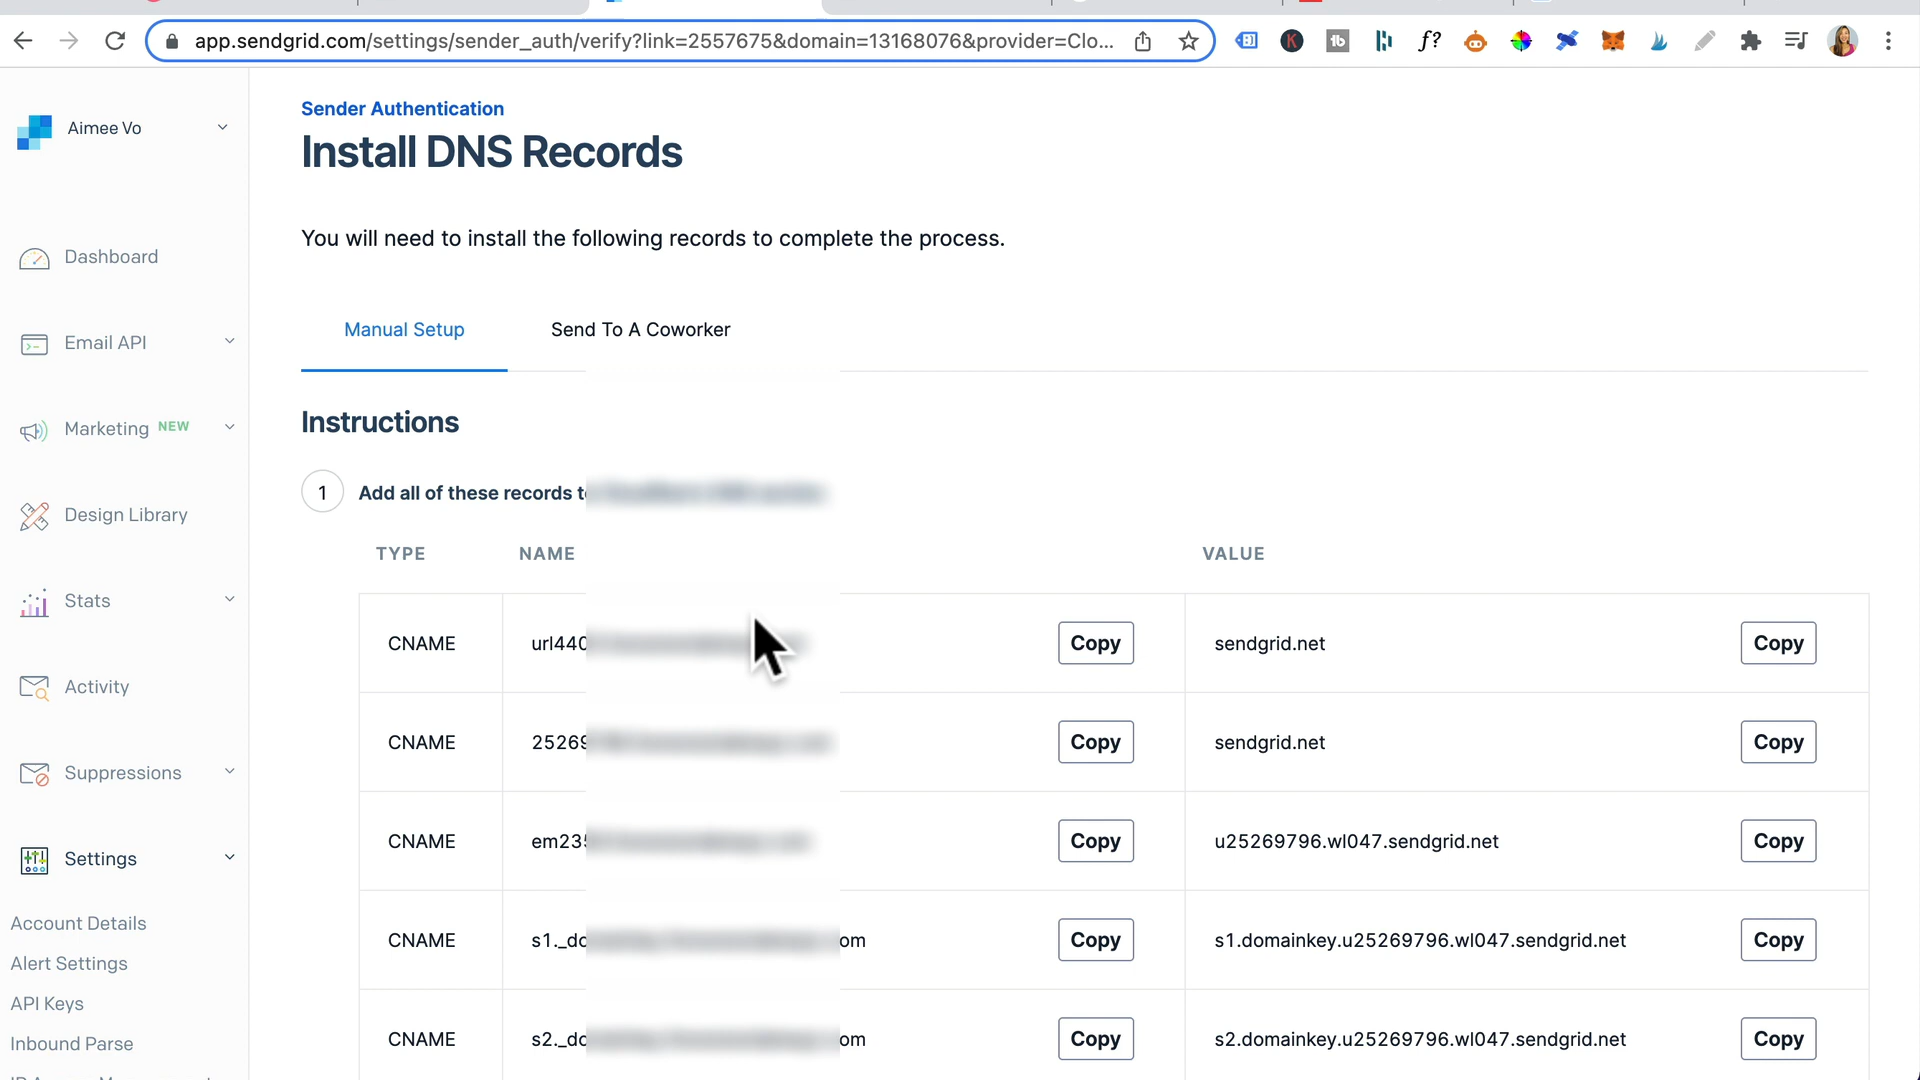 app.sendgrid.com/settings/sender_auth/verify?link=2557675&domain=13168076&provider=Clo...
Aimee Vo
Dashboard
Email API
Marketing NEW
Design Library
Stats
Activity
Suppressions
Settings
Account Details
Alert Settings
API Keys
Inbound Parse
Sender Authentication
Install DNS Records
You will need to install the following records to complete the process.
Manual Setup Send To A Coworker
Instructions
1 Add all of these records
TYPE NAME VALUE
CNAME url440 Copy sendgrid.net Copy
CNAME 25269 Copy sendgrid.net Copy
CNAME em23 Copy u25269796.wl047.sendgrid.net Copy
CNAME s1._do om Copy s1.domainkey.u25269796.wl047.sendgrid.net Copy
CNAME s2._do om Copy s2.domainkey.u25269796.wl047.sendgrid.net Copy